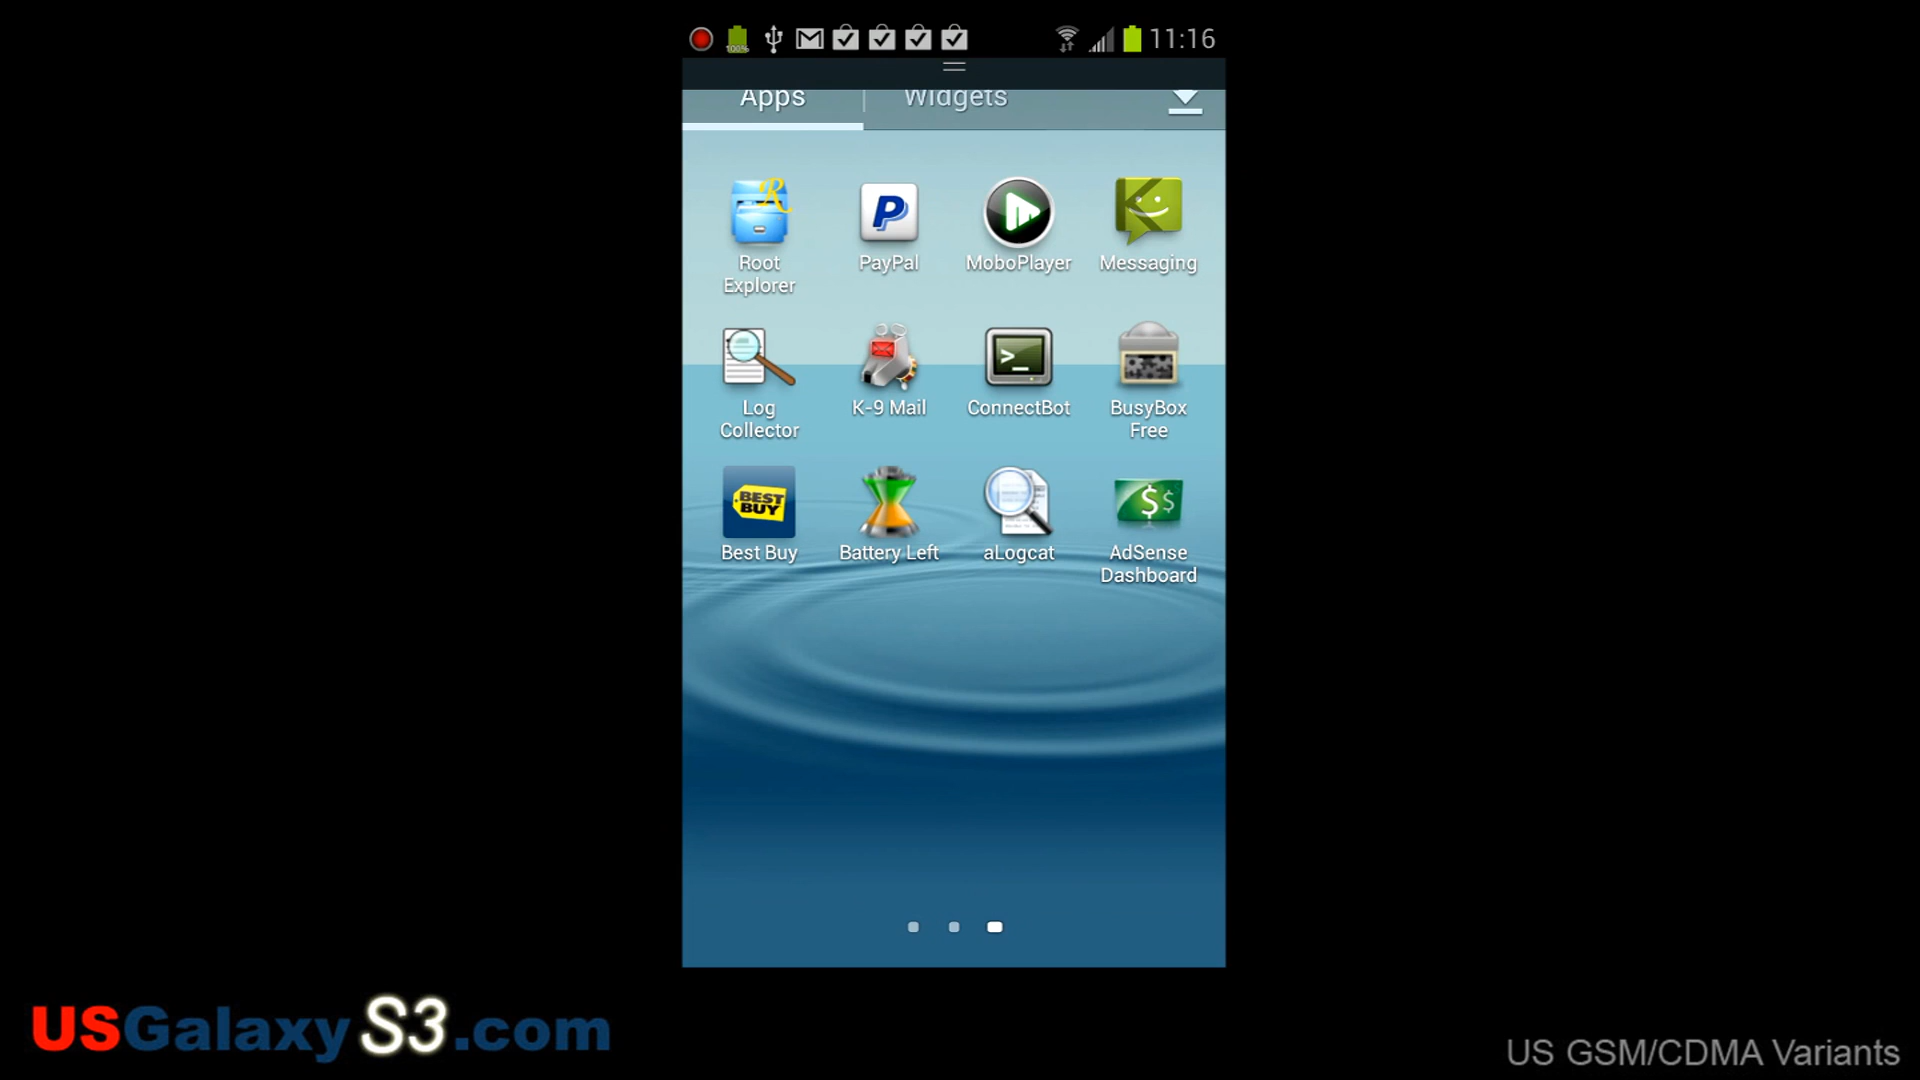 100%
11:16
Apps
Widgets
Root
Explorer
PayPal
MoboPlayer
Messaging
Log
Collector
K-9 Mail
ConnectBot
BusyBox
Free
BEST
BUY
Best Buy
Battery Left
aLogcat
AdSense
Dashboard
USGalaxyS3.com
US GSM/CDMA Variants